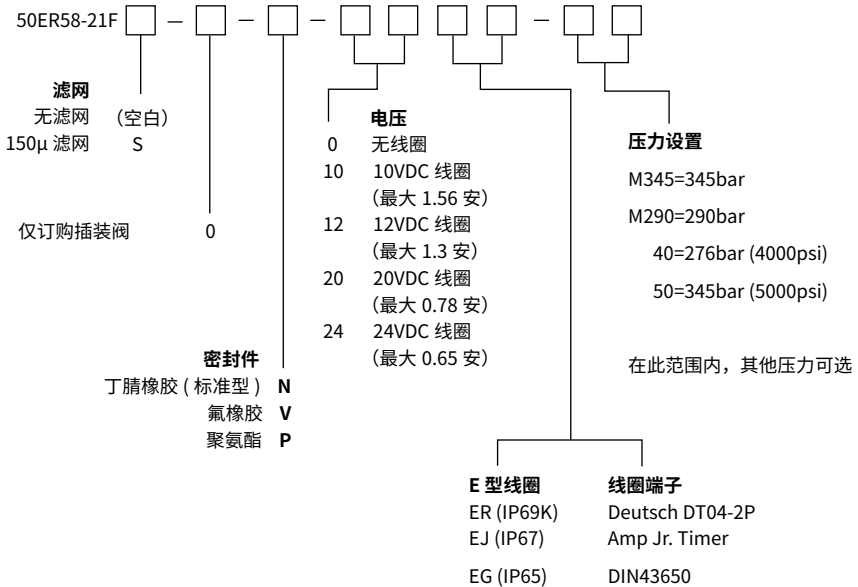 50ER58-21F
滤网
无滤网 （空白）
150µ 滤网 S
仅订购插装阀 0
密封件
丁腈橡胶 ( 标准型 ) N
氟橡胶 V
聚氨酯 P
电压
0 无线圈
10 10VDC 线圈
（最大 1.56 安）
12 12VDC 线圈
（最大 1.3 安）
20 20VDC 线圈
（最大 0.78 安）
24 24VDC 线圈
（最大 0.65 安）
E 型线圈 线圈端子
ER (IP69K) Deutsch DT04-2P
EJ (IP67) Amp Jr. Timer
EG (IP65) DIN43650
压力设置
M345=345bar
M290=290bar
40=276bar (4000psi)
50=345bar (5000psi)
在此范围内，其他压力可选